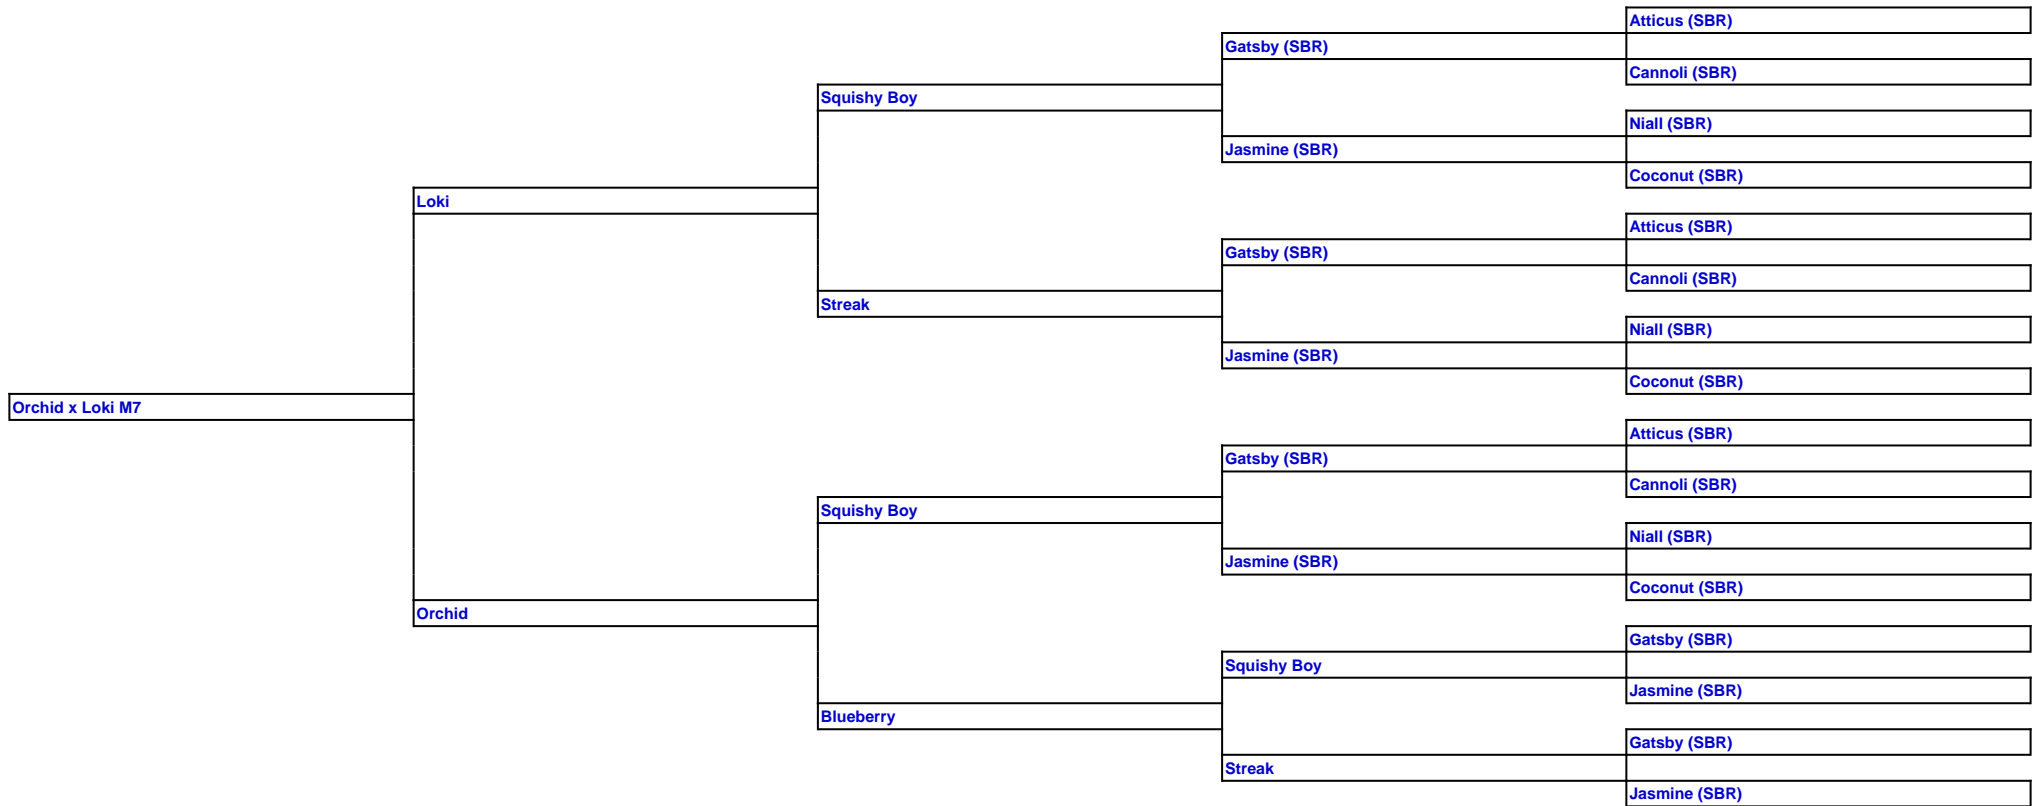 Atticus (SBR)
Gatsby (SBR)
Cannoli (SBR)
Squishy Boy
Niall (SBR)
Jasmine (SBR)
Coconut (SBR)
Loki
Atticus (SBR)
Gatsby (SBR)
Cannoli (SBR)
Streak
Niall (SBR)
Jasmine (SBR)
Coconut (SBR)
Orchid x Loki M7
Atticus (SBR)
Gatsby (SBR)
Cannoli (SBR)
Squishy Boy
Niall (SBR)
Jasmine (SBR)
Coconut (SBR)
Orchid
Gatsby (SBR)
Squishy Boy
Jasmine (SBR)
Blueberry
Gatsby (SBR)
Streak
Jasmine (SBR)